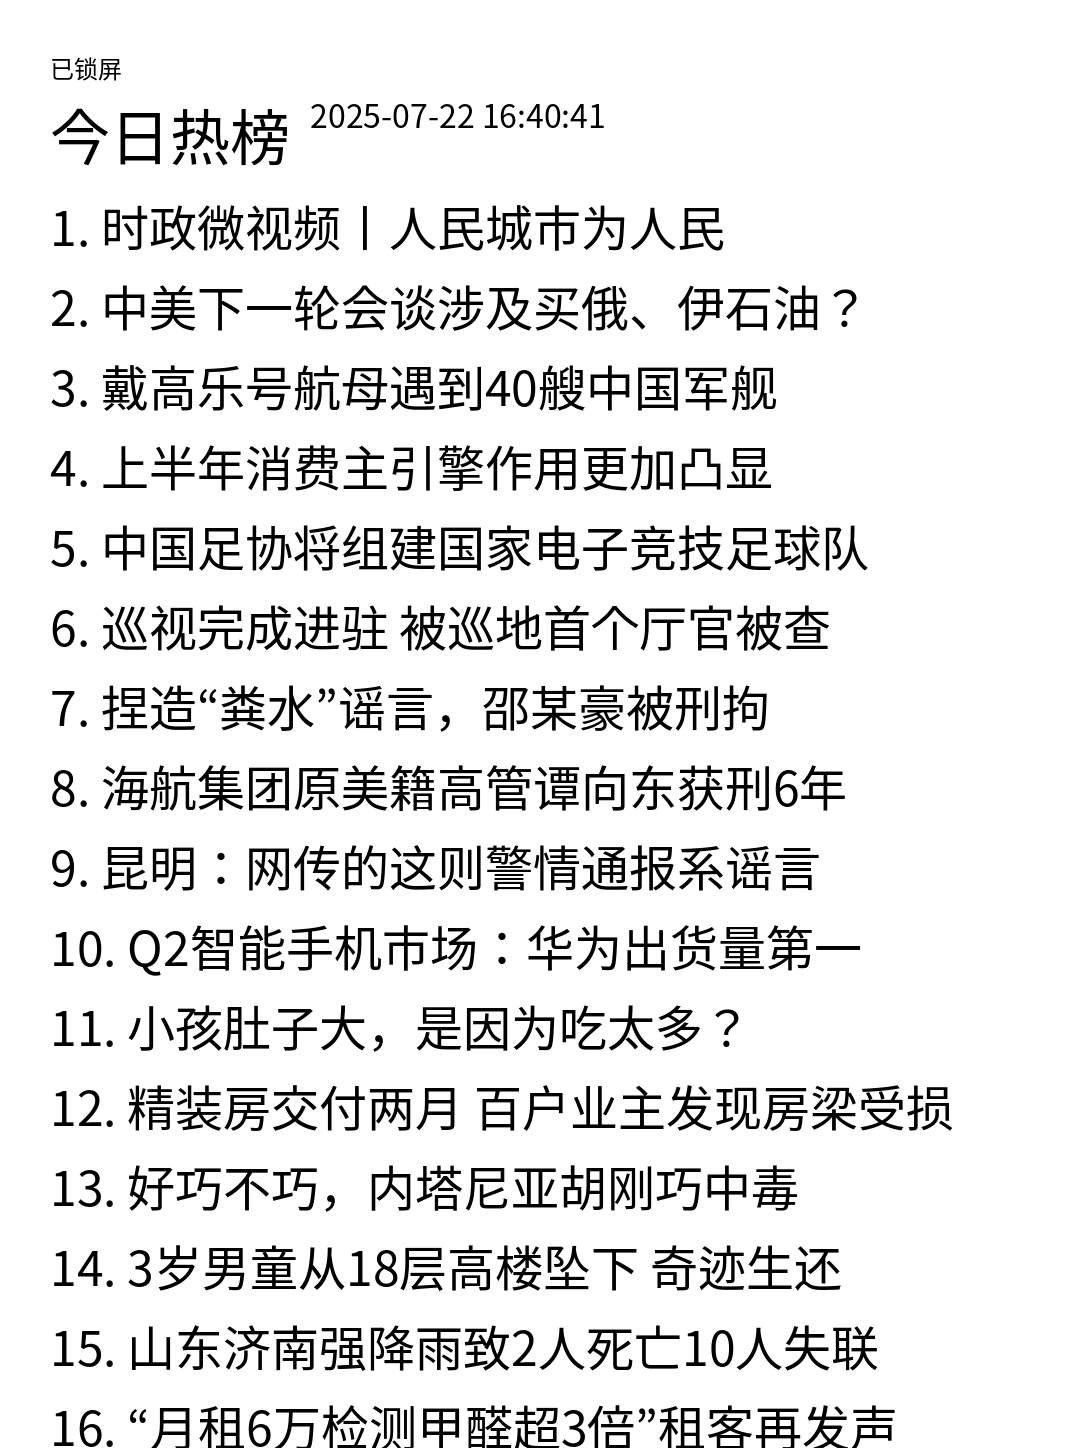 已锁屏
今日热榜 2025-07-22 16:40:41
1. 时政微视频丨人民城市为人民
2. 中美下一轮会谈涉及买俄、伊石油？
3. 戴高乐号航母遇到40艘中国军舰
4. 上半年消费主引擎作用更加凸显
5. 中国足协将组建国家电子竞技足球队
6. 巡视完成进驻 被巡地首个厅官被查
7. 捏造“粪水”谣言，邵某豪被刑拘
8. 海航集团原美籍高管谭向东获刑6年
9. 昆明：网传的这则警情通报系谣言
10. Q2智能手机市场：华为出货量第一
11. 小孩肚子大，是因为吃太多？
12. 精装房交付两月 百户业主发现房梁受损
13. 好巧不巧，内塔尼亚胡刚巧中毒
14. 3岁男童从18层高楼坠下 奇迹生还
15. 山东济南强降雨致2人死亡10人失联
16. “月租6万检测甲醛超3倍”租客再发声